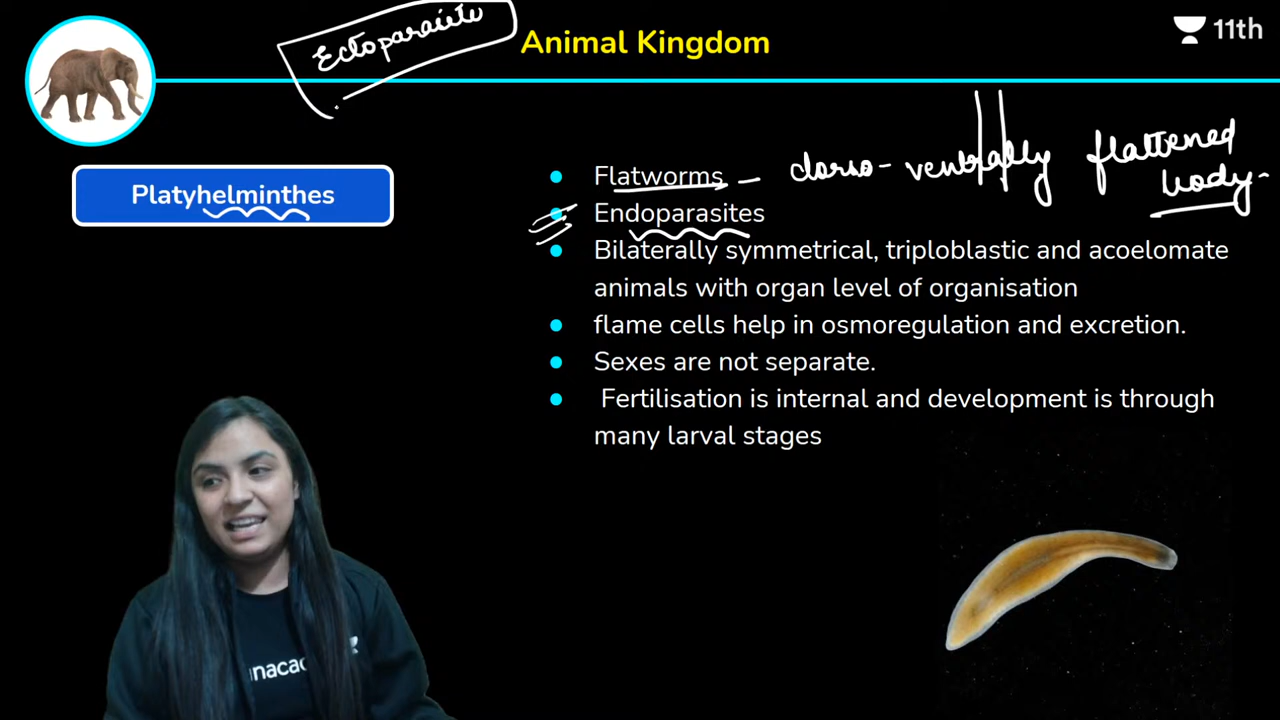 Ectoparasite
Animal Kingdom
11th
Platyhelminthes
Flatworms – dorso-ventrally flattened
body-
Endoparasites
Bilaterally symmetrical, triploblastic and acoelomate
animals with organ level of organisation
flame cells help in osmoregulation and excretion.
Sexes are not separate.
Fertilisation is internal and development is through
many larval stages
unacac